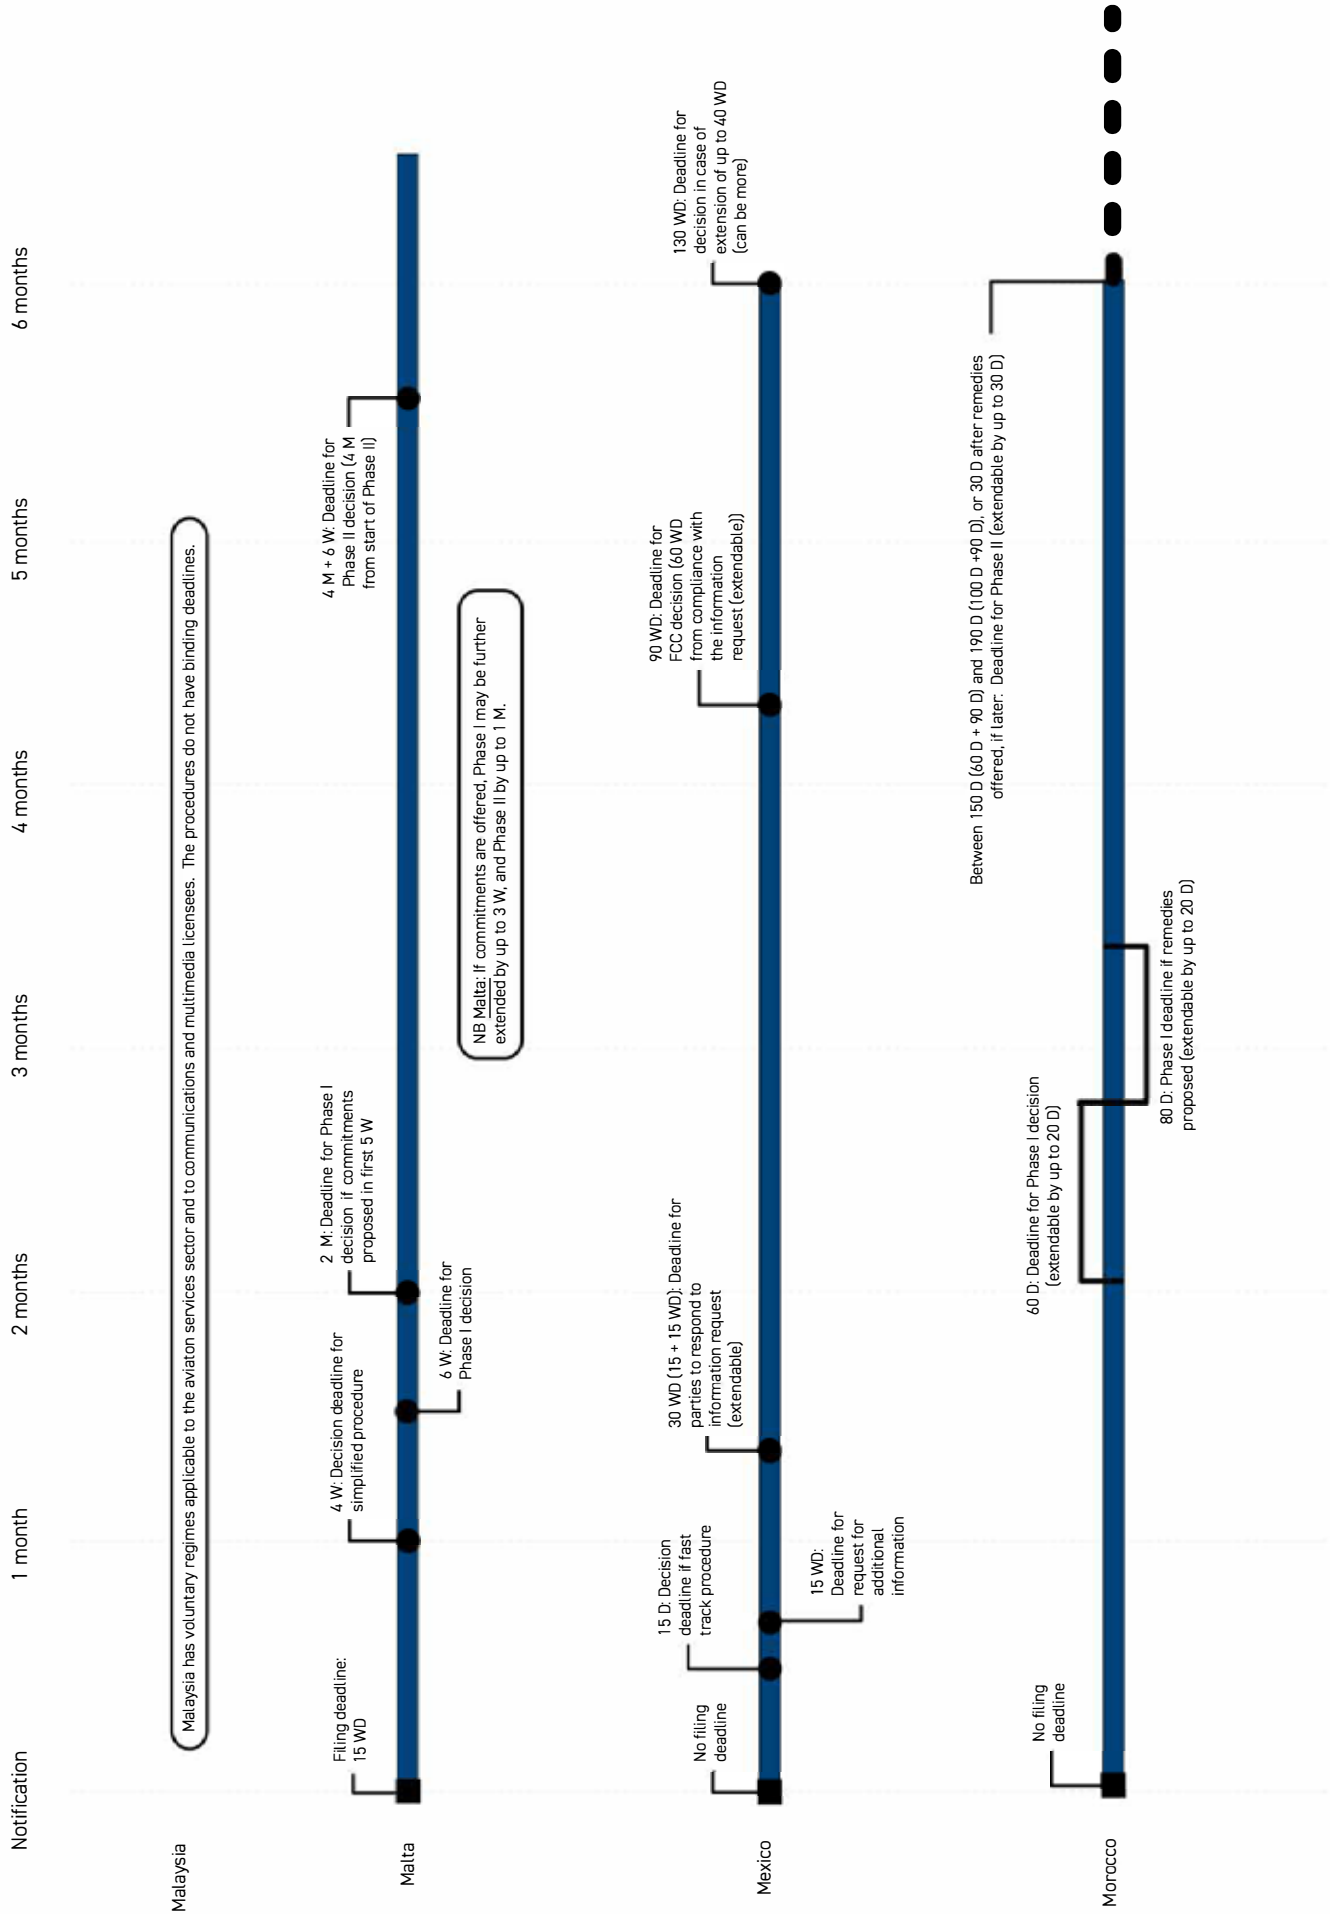 Notification
1 month
2 months
3 months
4 months
5 months
6 months
Malaysia
Malaysia has voluntary regimes applicable to the aviaton services sector and to communications and multimedia licensees. The procedures do not have binding deadlines.
Malta
Filing deadline:
15 WD
4 W: Decision deadline for
simplified procedure
6 W: Deadline for
Phase I decision
2 M: Deadline for Phase I
decision if commitments
proposed in first 5 W
4 M + 6 W: Deadline for
Phase II decision (4 M
from start of Phase II)
NB Malta: If commitments are offered, Phase I may be further
extended by up to 3 W, and Phase II by up to 1 M.
Mexico
No filing
deadline
15 D: Decision
deadline if fast
track procedure
15 WD:
Deadline for
request for
additional
information
30 WD (15 + 15 WD): Deadline for
parties to respond to
information request
(extendable)
90 WD: Deadline for
FCC decision (60 WD
from compliance with
the information
request (extendable))
130 WD: Deadline for
decision in case of
extension of up to 40 WD
(can be more)
Morocco
No filing
deadline
60 D: Deadline for Phase I decision
(extendable by up to 20 D)
80 D: Phase I deadline if remedies
proposed (extendable by up to 20 D)
Between 150 D (60 D + 90 D) and 190 D (100 D +90 D), or 30 D after remedies
offered, if later: Deadline for Phase II (extendable by up to 30 D)